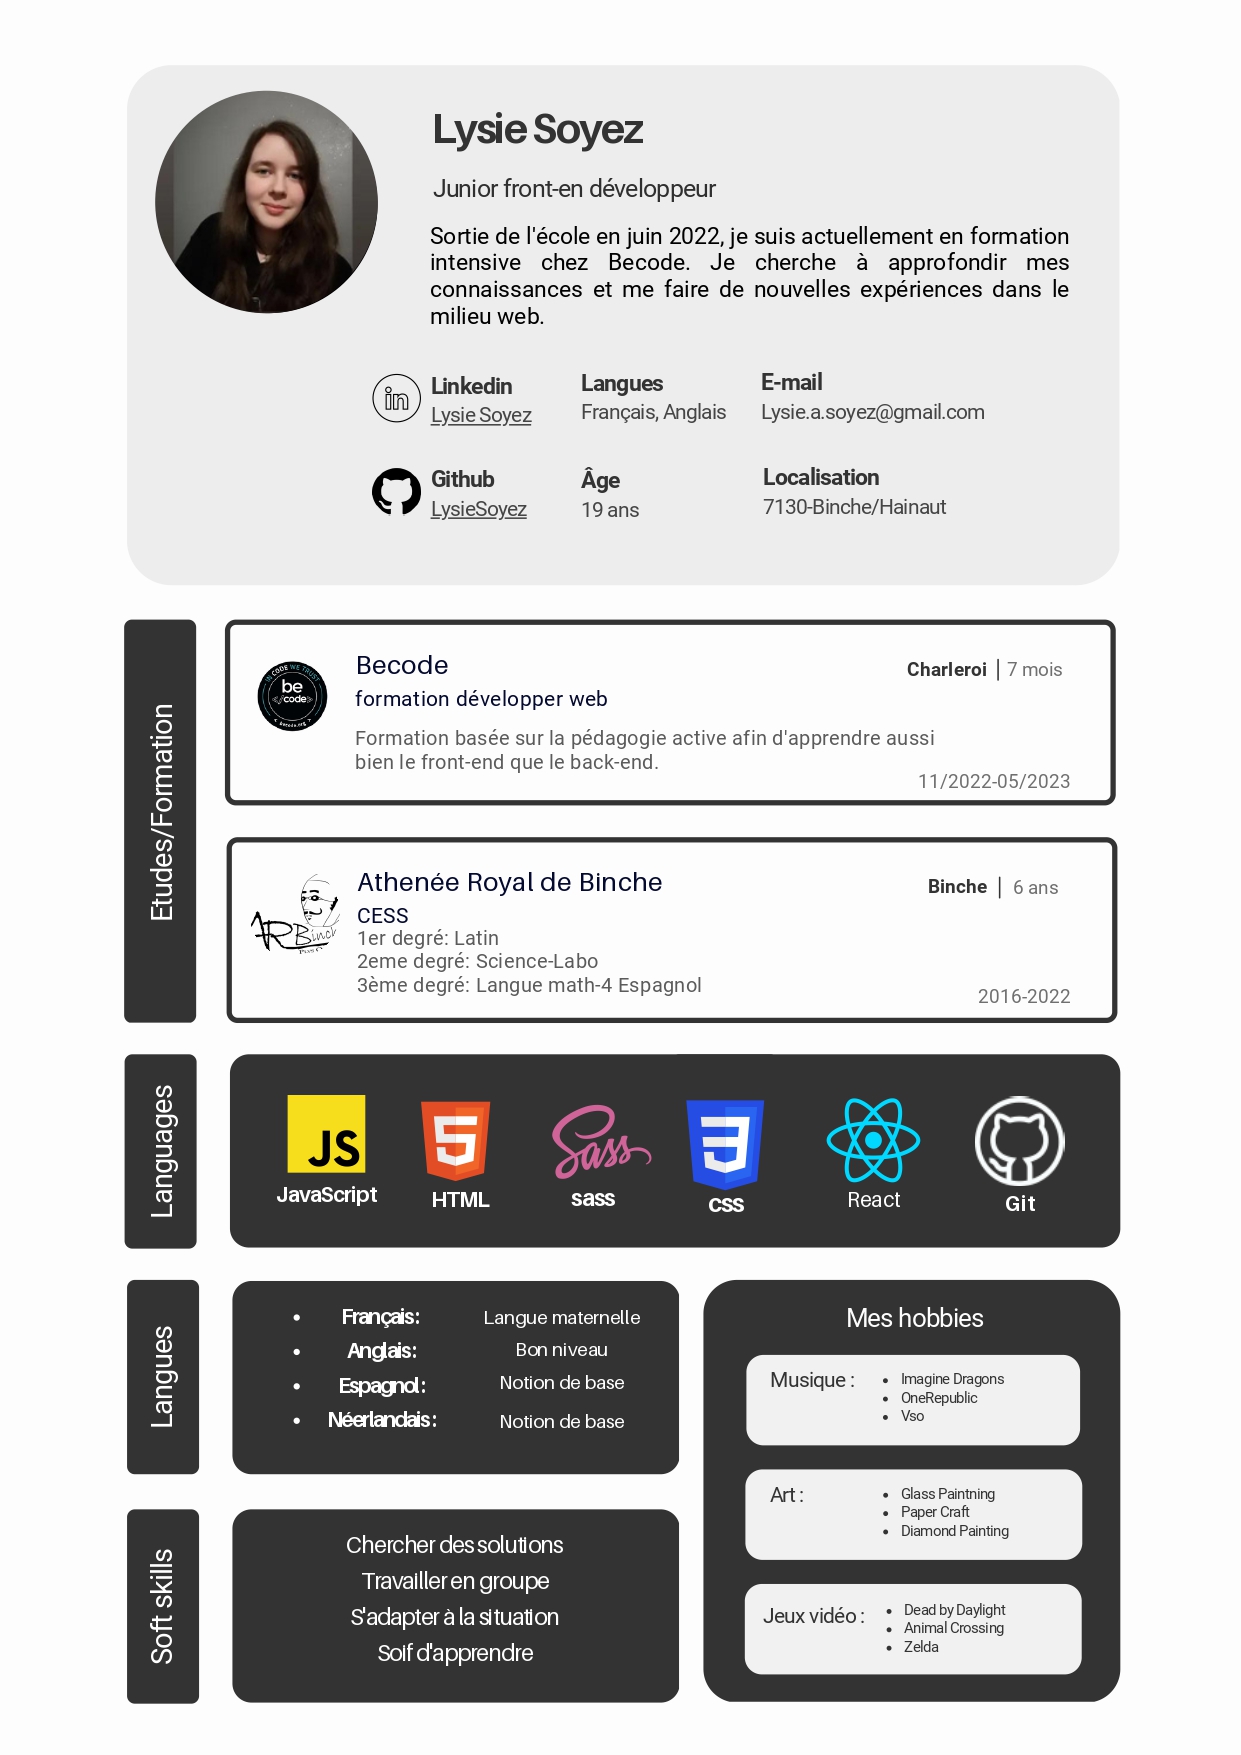 Lysie Soyez
Junior front-en développeur
Sortie de l'école en juin 2022, je suis actuellement en formation
intensive chez Becode. Je cherche à approfondir mes
connaissances et me faire de nouvelles expériences dans le
milieu web.
Linkedin
Lysie Soyez
Langues
Français, Anglais
E-mail
Lysie.a.soyez@gmail.com
Github
LysieSoyez
Âge
19 ans
Localisation
7130-Binche/Hainaut
Etudes/Formation
IN CODE WE TRUST
be
code
becode.org
Becode
formation développer web
Charleroi | 7 mois
Formation basée sur la pédagogie active afin d'apprendre aussi
bien le front-end que le back-end.
11/2022-05/2023
ARBinch
Athenée Royal de Binche
CESS
Binche | 6 ans
1er degré: Latin
2eme degré: Science-Labo
3ème degré: Langue math-4 Espagnol
2016-2022
Languages
JS
JavaScript
5
HTML
Sass
sass
3
css
React
Git
Langues
• Français : Langue maternelle
• Anglais : Bon niveau
• Espagnol : Notion de base
• Néerlandais : Notion de base
Soft skills
Chercher des solutions
Travailler en groupe
S'adapter à la situation
Soif d'apprendre
Mes hobbies
Musique :
• Imagine Dragons
• OneRepublic
• Vso
Art :
• Glass Paintning
• Paper Craft
• Diamond Painting
Jeux vidéo :
• Dead by Daylight
• Animal Crossing
• Zelda